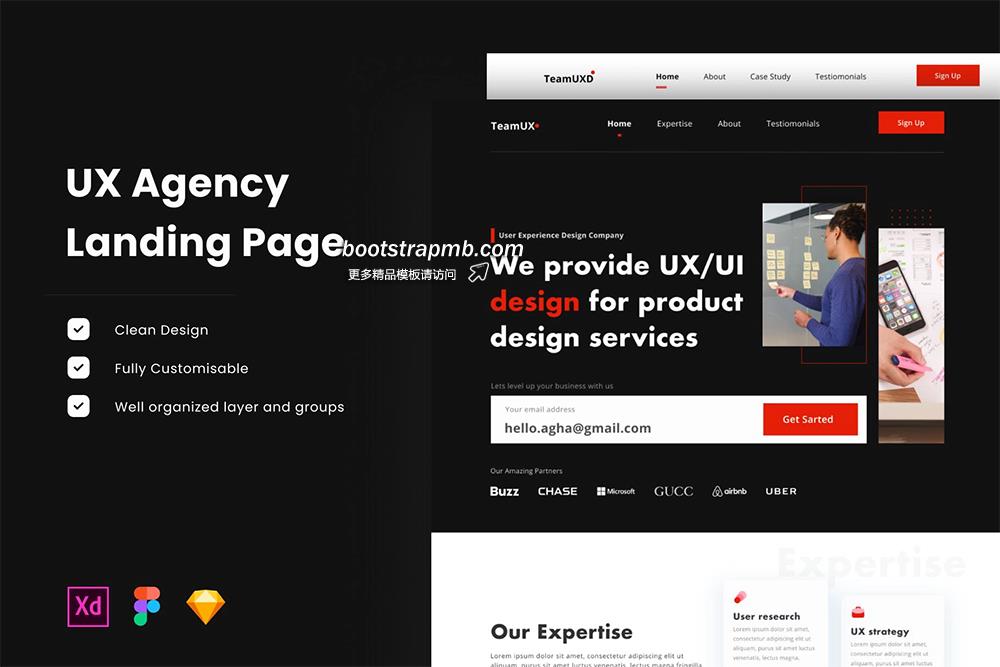 TeamUXD
Home
About
Case Study
Testiomonials
Sign Up
TeamUX
Home
Expertise
About
Testiomonials
Sign Up
UX Agency
Landing Page
bootstrapmb.com
更多精品模板请访问
Clean Design
Fully Customisable
Well organized layer and groups
User Experience Design Company
We provide UX/UI
design for product
design services
Lets level up your business with us
Your email address
hello.agha@gmail.com
Get Sarted
Our Amazing Partners
Buzz
CHASE
Microsoft
GUCC
airbnb
UBER
Xd
Expertise
Our Expertise
Lorem ipsum dolor sit amet, consectetur adipiscing elit ut
aliquam, purus sit amet luctus venenatis, lectus magna fringilla
User research
Lorem ipsum dolor sit amet,
consectetur adipiscing elit ut
aliquam, purus sit amet luctus
venenatis, lectus magna.
UX strategy
Lorem ipsum dolor sit amet,
consectetur adipiscing elit ut
aliquam, purus sit amet luctus